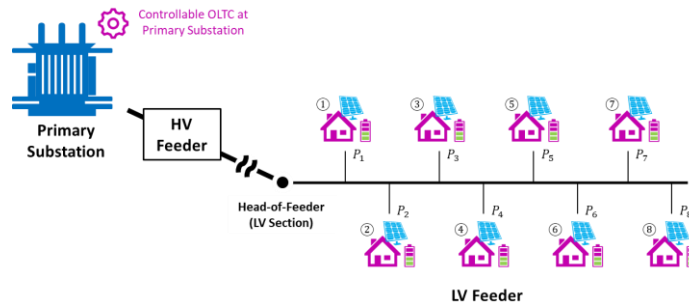 Controllable OLTC at
Primary Substation
Primary
Substation
HV
Feeder
Head-of-Feeder
(LV Section)
① ③ ⑤ ⑦
P₁ P₃ P₅ P₇
P₂ P₄ P₆ P₈
② ④ ⑥ ⑧
LV Feeder